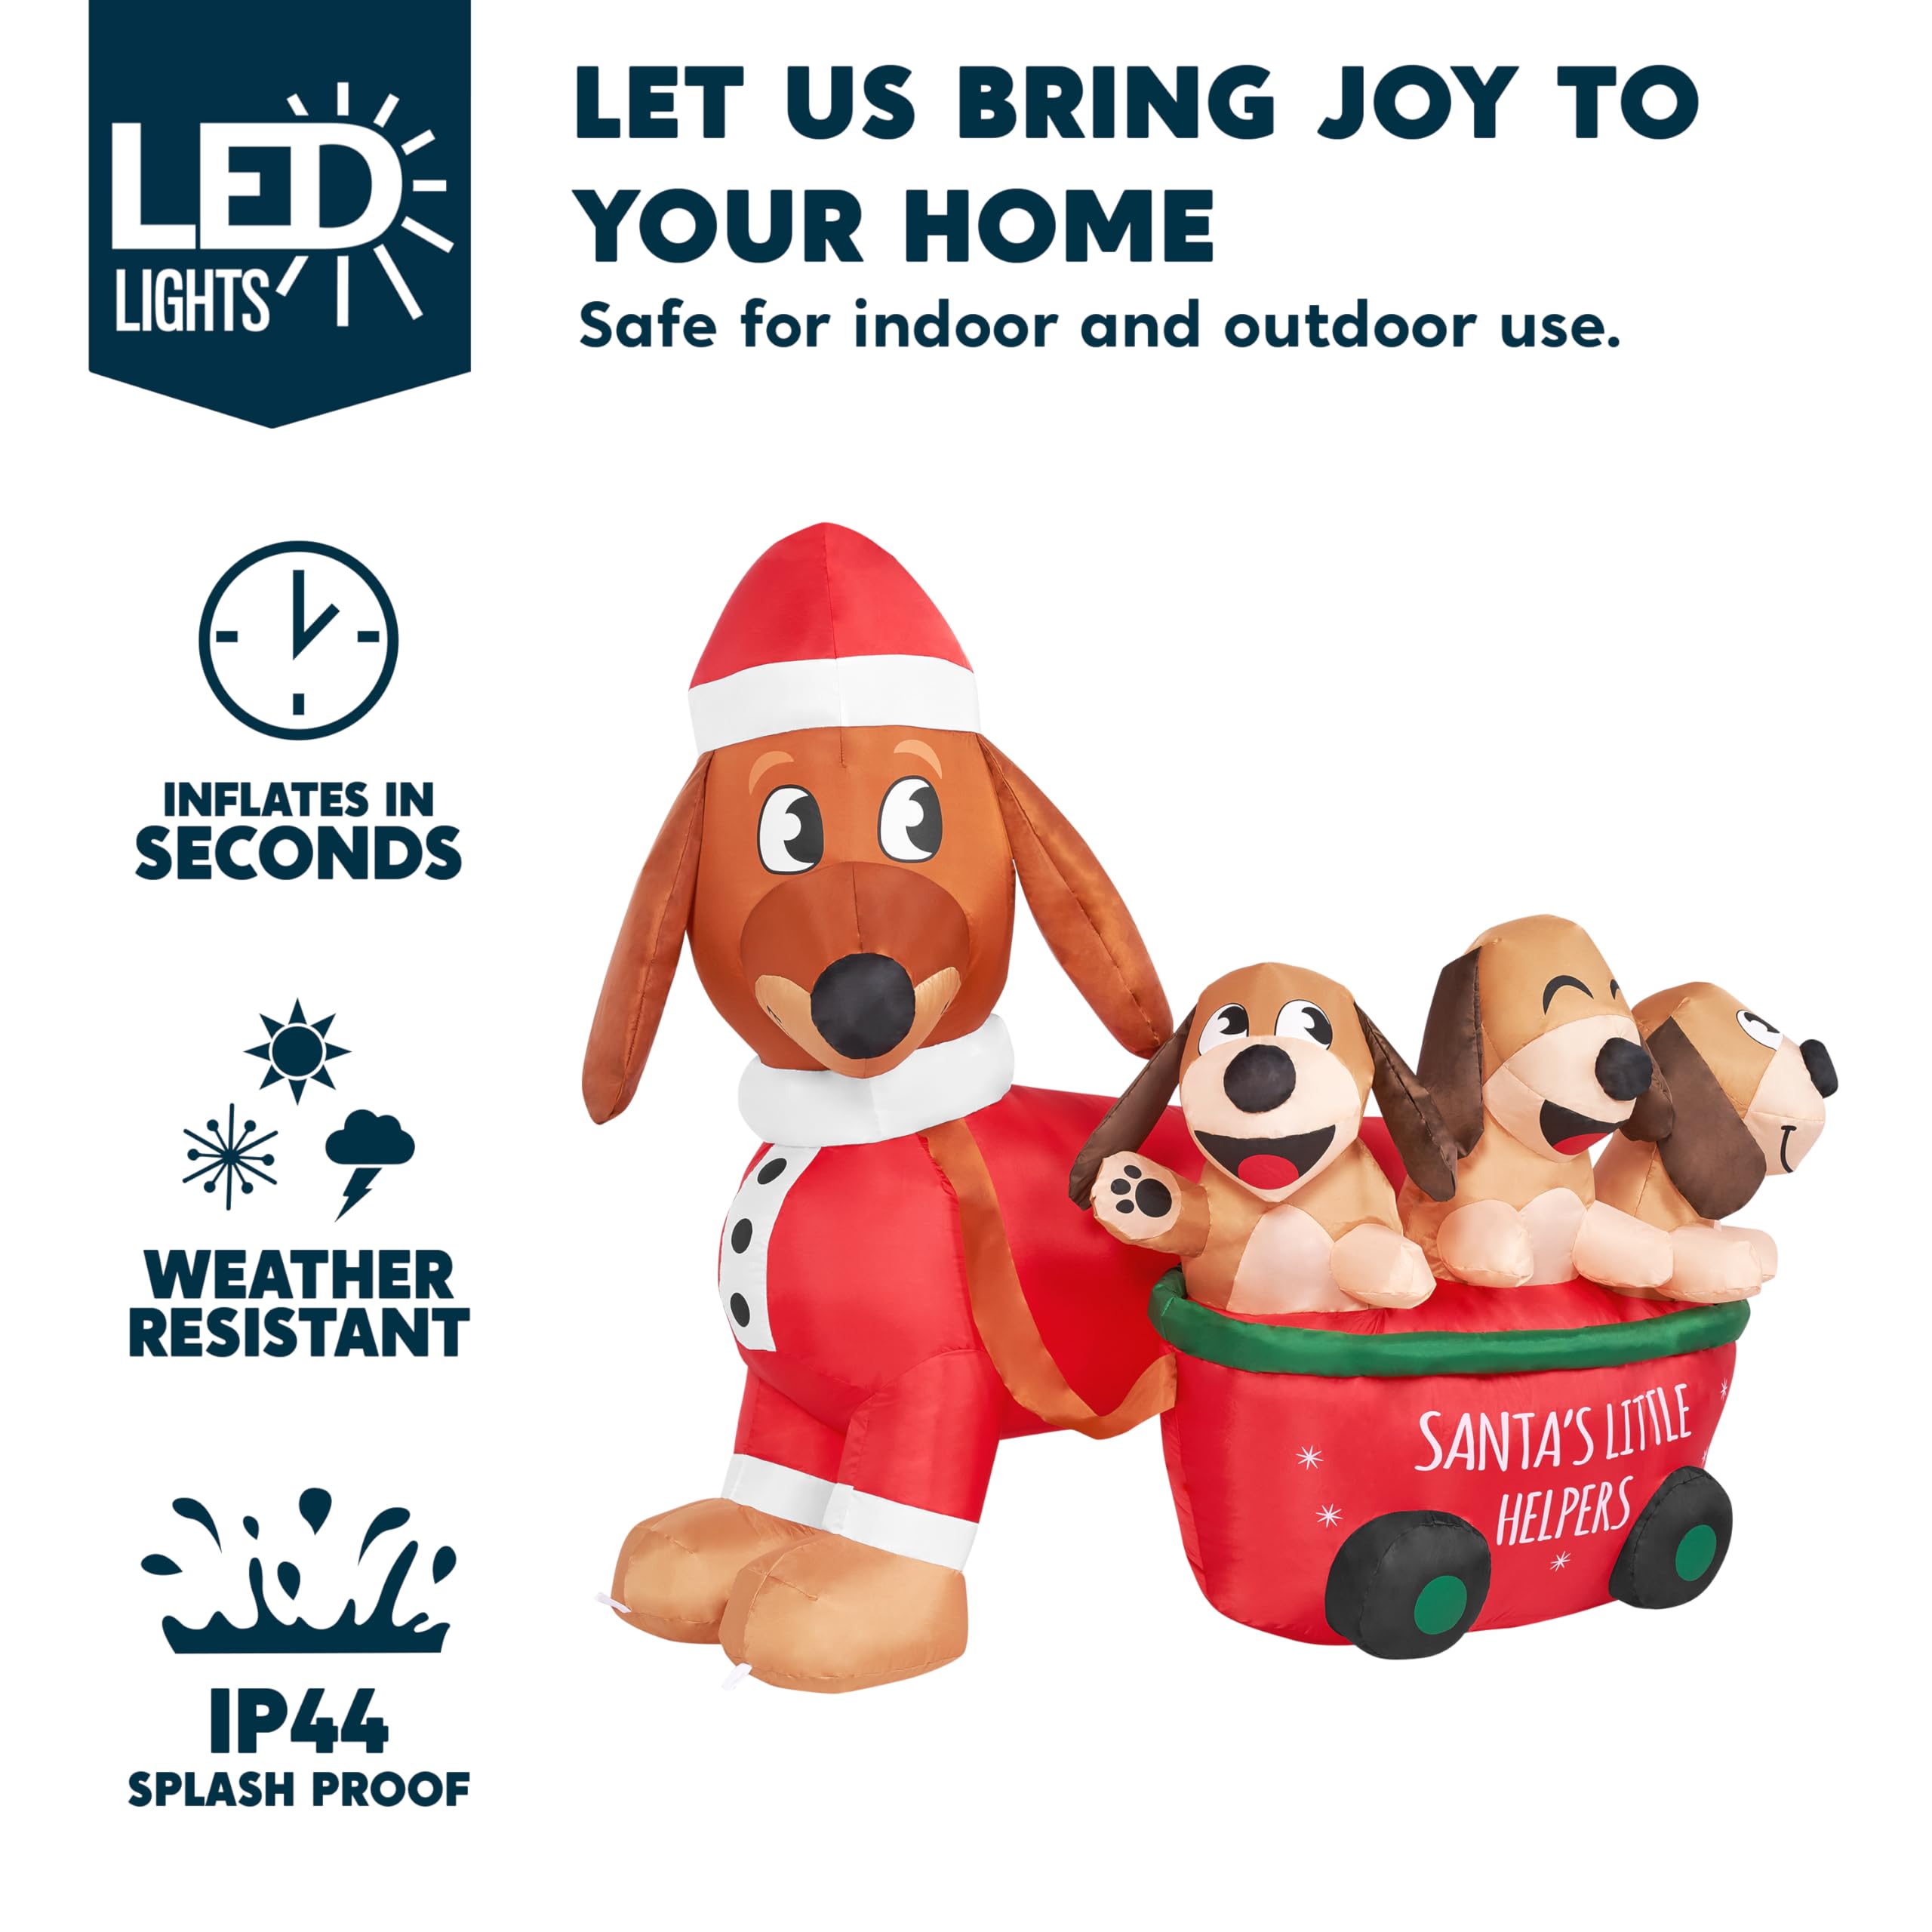 LED
LIGHTS
LET US BRING JOY TO
YOUR HOME
Safe for indoor and outdoor use.
INFLATES IN
SECONDS
WEATHER
RESISTANT
IP44
SPLASH PROOF
SANTA'S LITTLE
HELPERS